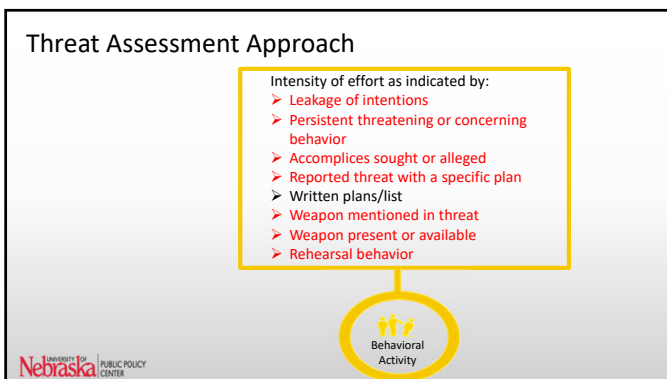 Threat Assessment Approach
Intensity of effort as indicated by:
➢ Leakage of intentions
➢ Persistent threatening or concerning
behavior
➢ Accomplices sought or alleged
➢ Reported threat with a specific plan
➢ Written plans/list
➢ Weapon mentioned in threat
➢ Weapon present or available
➢ Rehearsal behavior
Behavioral
Activity
UNIVERSITY OF
Nebraska
PUBLIC POLICY
CENTER